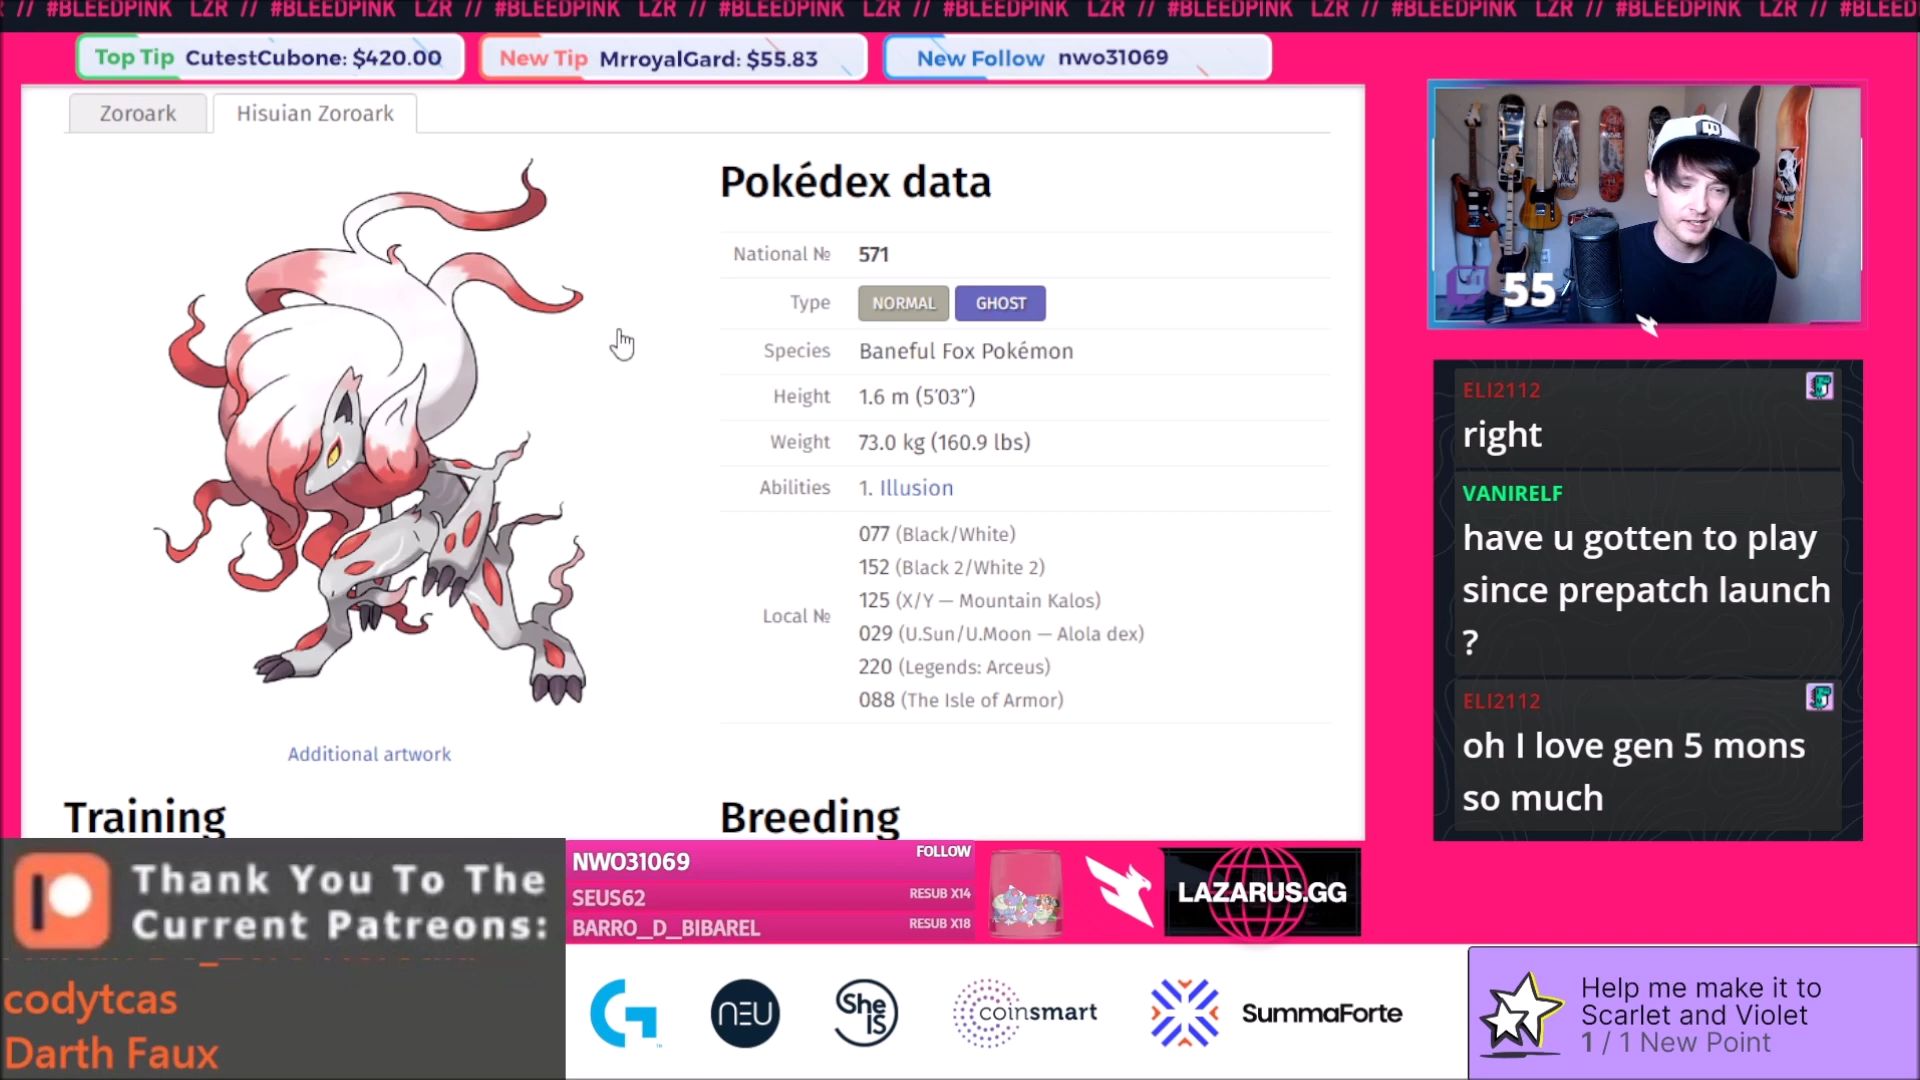 // #BLEEDPINK LZR // #BLEEDPINK LZR // #BLEEDPINK LZR // #BLEEDPINK LZR // #BLEEDPINK LZR // #BLEEDPINK LZR // #BLEEDPINK LZR // #BLEEDPINK LZR // #BLEED
Top Tip CutestCubone: $420.00
New Tip MrroyalGard: $55.83
New Follow nwo31069
Zoroark
Hisuian Zoroark
Pokédex data
National № 571
Type NORMAL GHOST
Species Baneful Fox Pokémon
Height 1.6 m (5′03″)
Weight 73.0 kg (160.9 lbs)
Abilities 1. Illusion
Local № 077 (Black/White)
152 (Black 2/White 2)
125 (X/Y — Mountain Kalos)
029 (U.Sun/U.Moon — Alola dex)
220 (Legends: Arceus)
088 (The Isle of Armor)
Additional artwork
Training
Breeding
55
ELI2112
right
VANIRELF
have u gotten to play
since prepatch launch
?
ELI2112
oh I love gen 5 mons
so much
Thank You To The
Current Patreons:
codytcas
Darth Faux
NWO31069 FOLLOW
SEUS62 RESUB X14
BARRO_D_BIBAREL RESUB X18
LAZARUS.GG
NEU
She
IS
coinsmart
SummaForte
Help me make it to
Scarlet and Violet
1 / 1 New Point